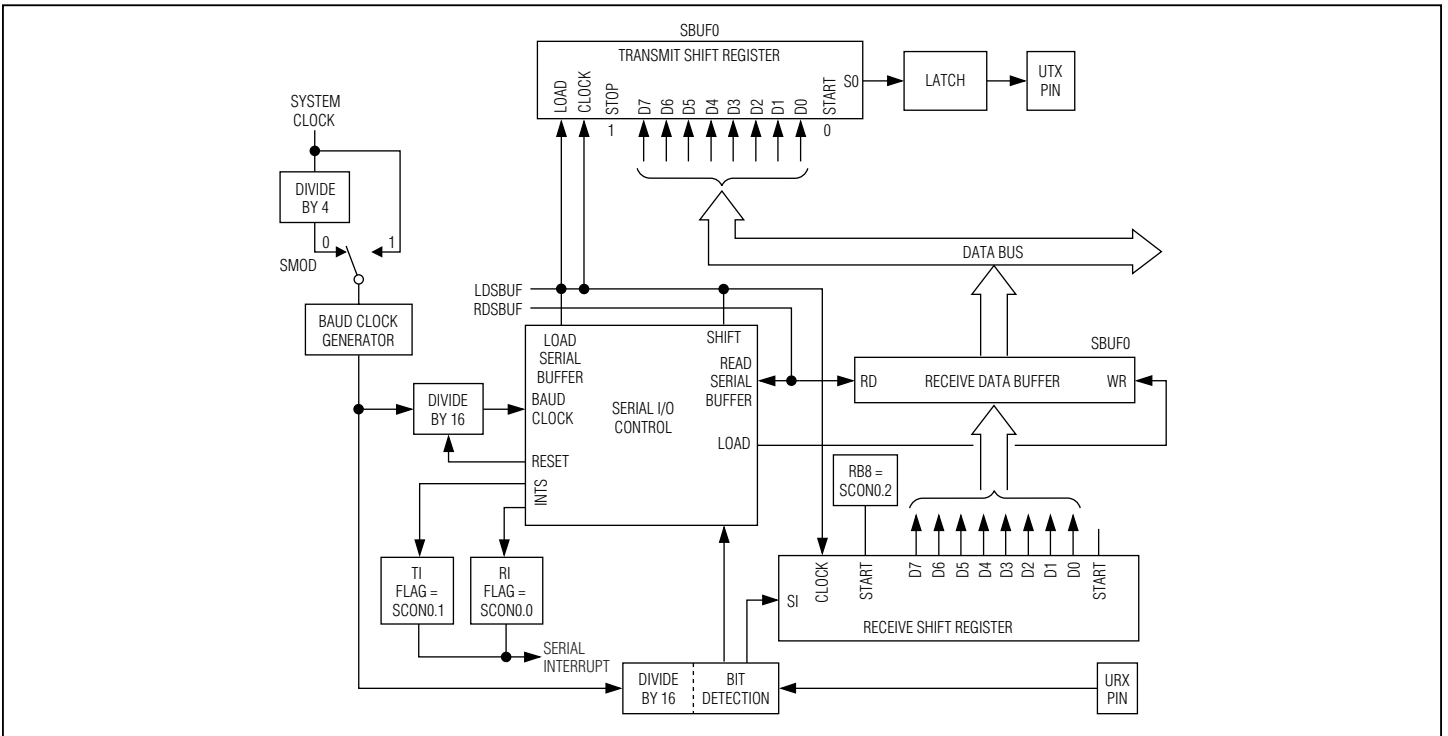 SBUF0
TRANSMIT SHIFT REGISTER
LOAD
CLOCK
STOP
1
D7
D6
D5
D4
D3
D2
D1
D0
START
0
S0
LATCH
UTX
PIN
SYSTEM
CLOCK
DIVIDE
BY 4
0
1
SMOD
DATA BUS
LDSBUF
RDSBUF
BAUD CLOCK
GENERATOR
LOAD
SERIAL
BUFFER
SHIFT
READ
SERIAL
BUFFER
BAUD
CLOCK
SERIAL I/O
CONTROL
LOAD
RESET
INTS
DIVIDE
BY 16
SBUF0
RD
RECEIVE DATA BUFFER
WR
RB8 =
SCON0.2
TI
FLAG =
SCON0.1
RI
FLAG =
SCON0.0
SERIAL
INTERRUPT
SI
CLOCK
START
D7
D6
D5
D4
D3
D2
D1
D0
START
RECEIVE SHIFT REGISTER
DIVIDE
BY 16
BIT
DETECTION
URX
PIN